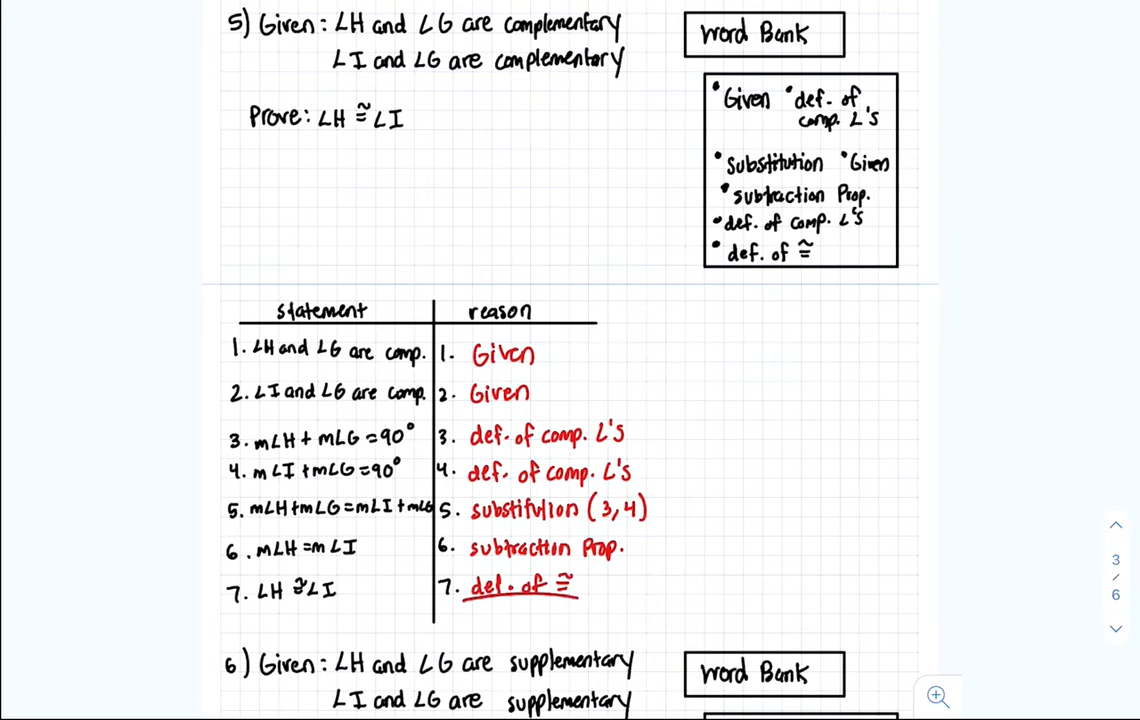 5) Given: ∠H and ∠G are complementary
∠I and ∠G are complementary
Prove: ∠H ≅ ∠I
Word Bank
• Given • def. of comp. ∠'s
• Substitution • Given
• subtraction Prop.
• def. of comp. ∠'s
• def. of ≅
statement reason
1. ∠H and ∠G are comp. 1. Given
2. ∠I and ∠G are comp. 2. Given
3. m∠H + m∠G = 90° 3. def. of comp. ∠'s
4. m∠I + m∠G = 90° 4. def. of comp. ∠'s
5. m∠H + m∠G = m∠I + m∠G 5. substitution (3,4)
6. m∠H = m∠I 6. subtraction Prop.
7. ∠H ≅ ∠I 7. def. of ≅
6) Given: ∠H and ∠G are supplementary
∠I and ∠G are supplementary
Word Bank
3
/
6